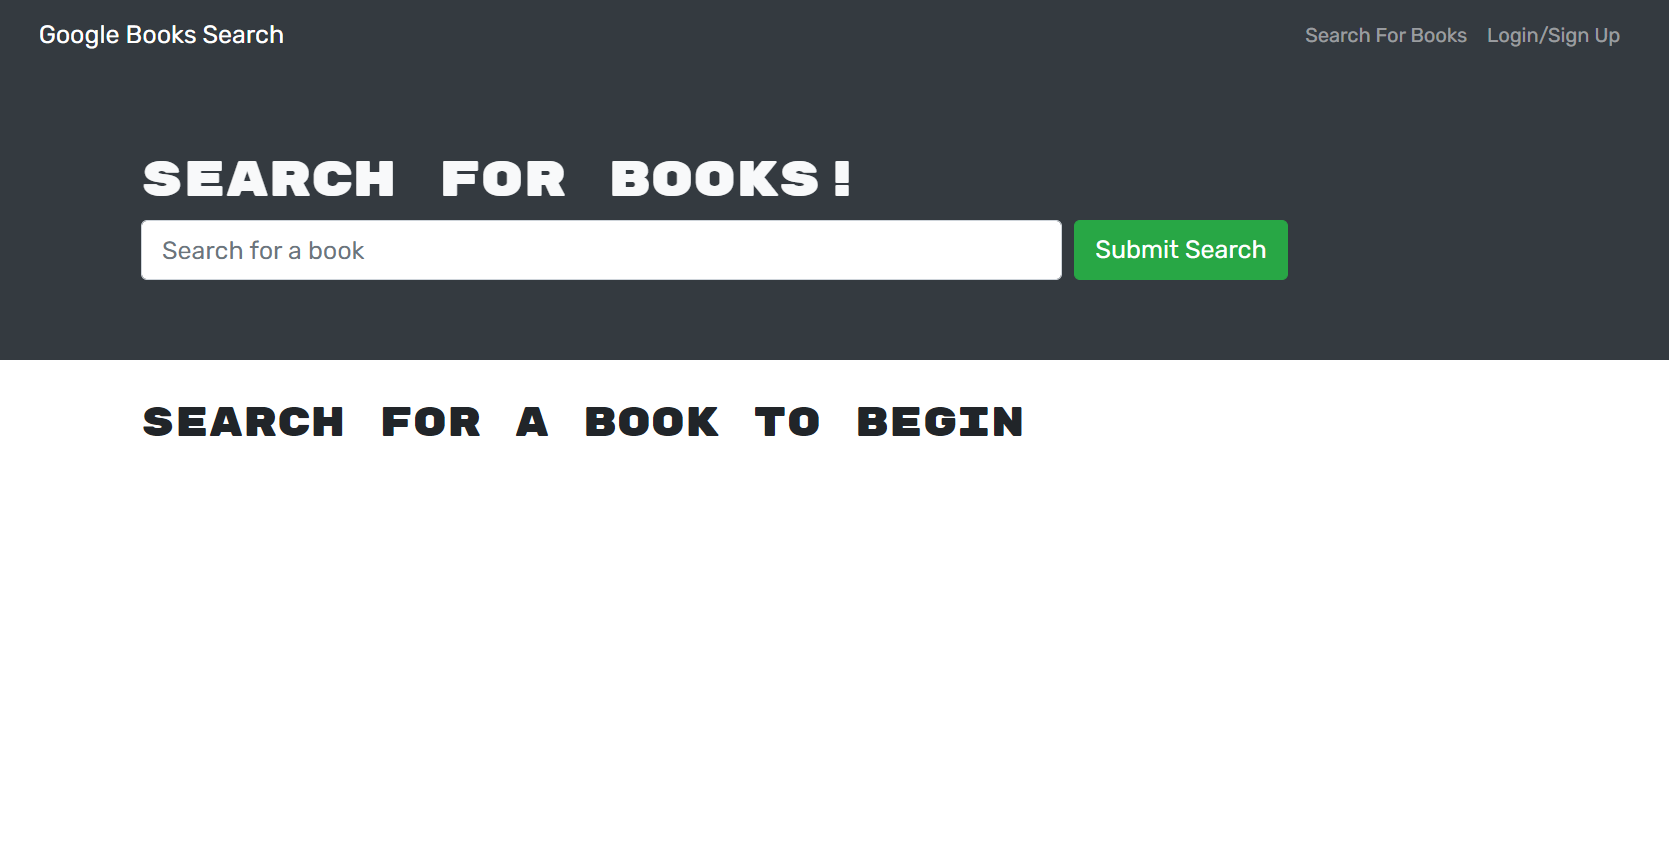 Google Books Search
Search For Books
Login/Sign Up
SEARCH FOR BOOKS!
Search for a book
Submit Search
SEARCH FOR A BOOK TO BEGIN